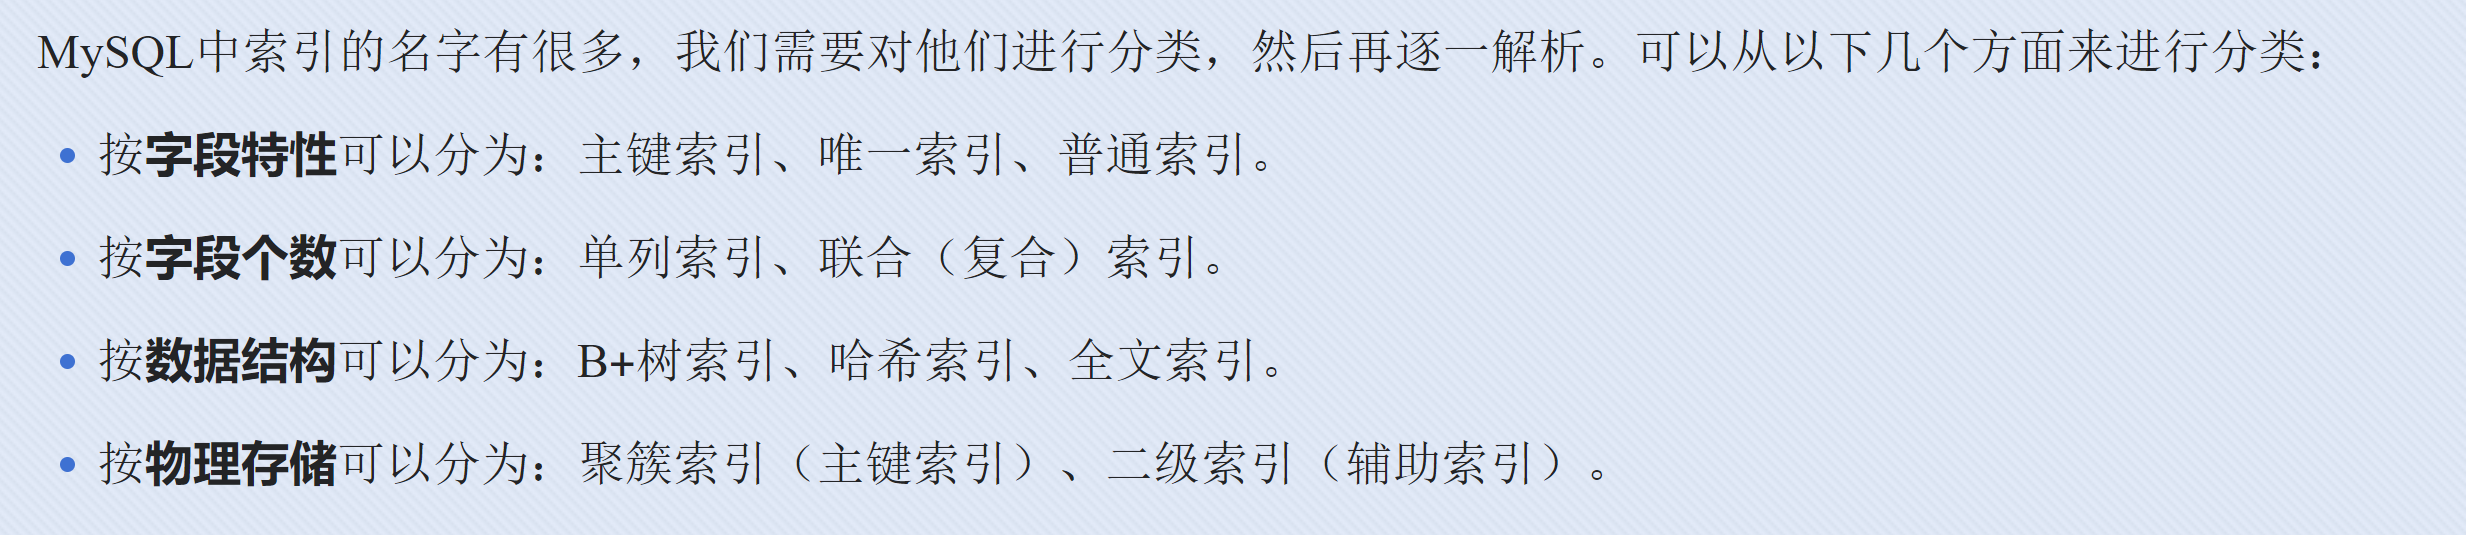 MySQL中索引的名字有很多，我们需要对他们进行分类，然后再逐一解析。可以从以下几个方面来进行分类：
按字段特性可以分为：主键索引、唯一索引、普通索引。
按字段个数可以分为：单列索引、联合（复合）索引。
按数据结构可以分为：B+树索引、哈希索引、全文索引。
按物理存储可以分为：聚簇索引（主键索引）、二级索引（辅助索引）。